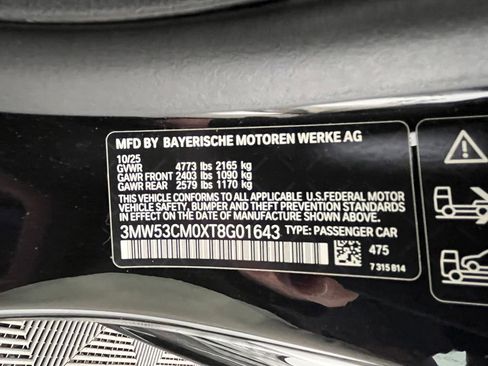 MFD BY BAYERISCHE MOTOREN WERKE AG
10/25
GVWR 4773 lbs 2165 kg
GAWR FRONT 2403 lbs 1090 kg
GAWR REAR 2579 lbs 1170 kg
THIS VEHICLE CONFORMS TO ALL APPLICABLE U.S. FEDERAL MOTOR
VEHICLE SAFETY, BUMPER AND THEFT PREVENTION STANDARDS IN
EFFECT ON THE DATE OF MANUFACTURE SHOWN ABOVE.
3MW53CM0XT8G01643 TYPE: PASSENGER CAR
475
7 315 814